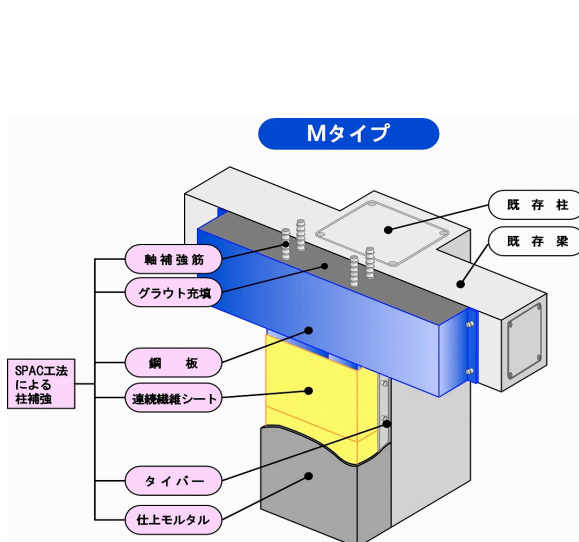 Mタイプ
既存柱
既存梁
軸補強筋
グラウト充填
鋼板
SPAC工法
による
柱補強
連続繊維シート
タイバー
仕上モルタル